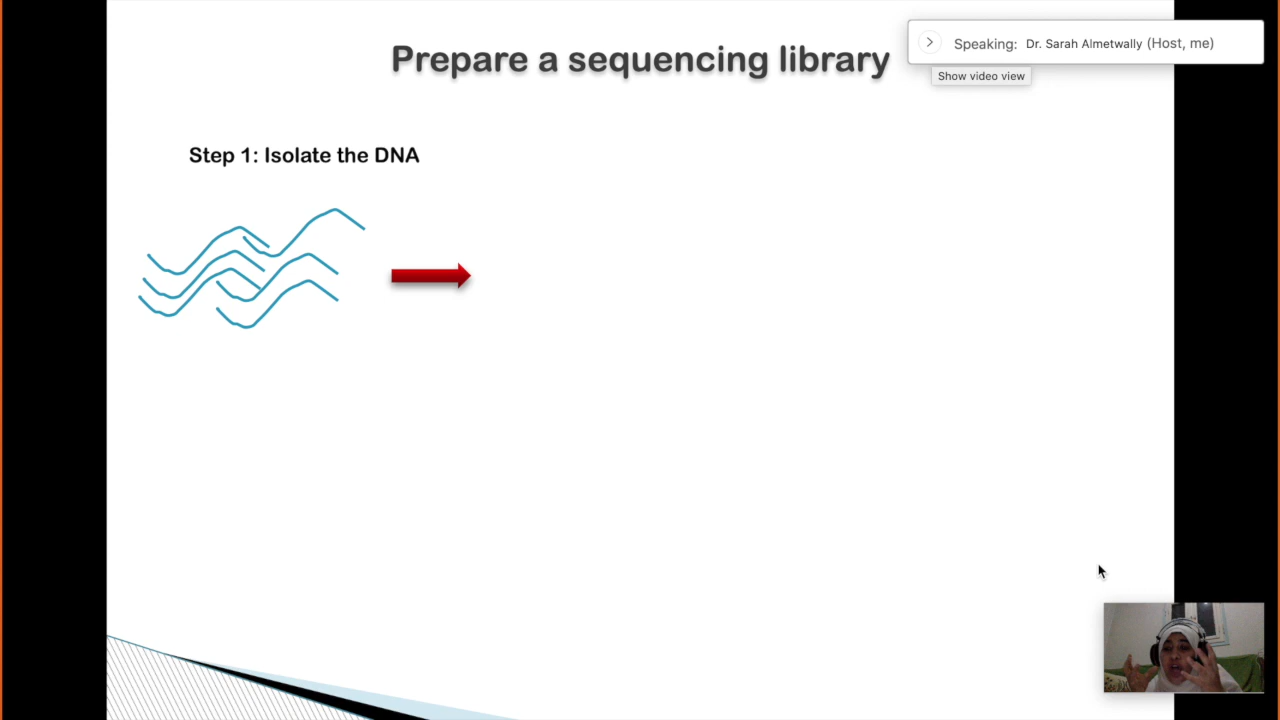 Prepare a sequencing library
Speaking: Dr. Sarah Almetwally (Host, me)
Show video view
Step 1: Isolate the DNA